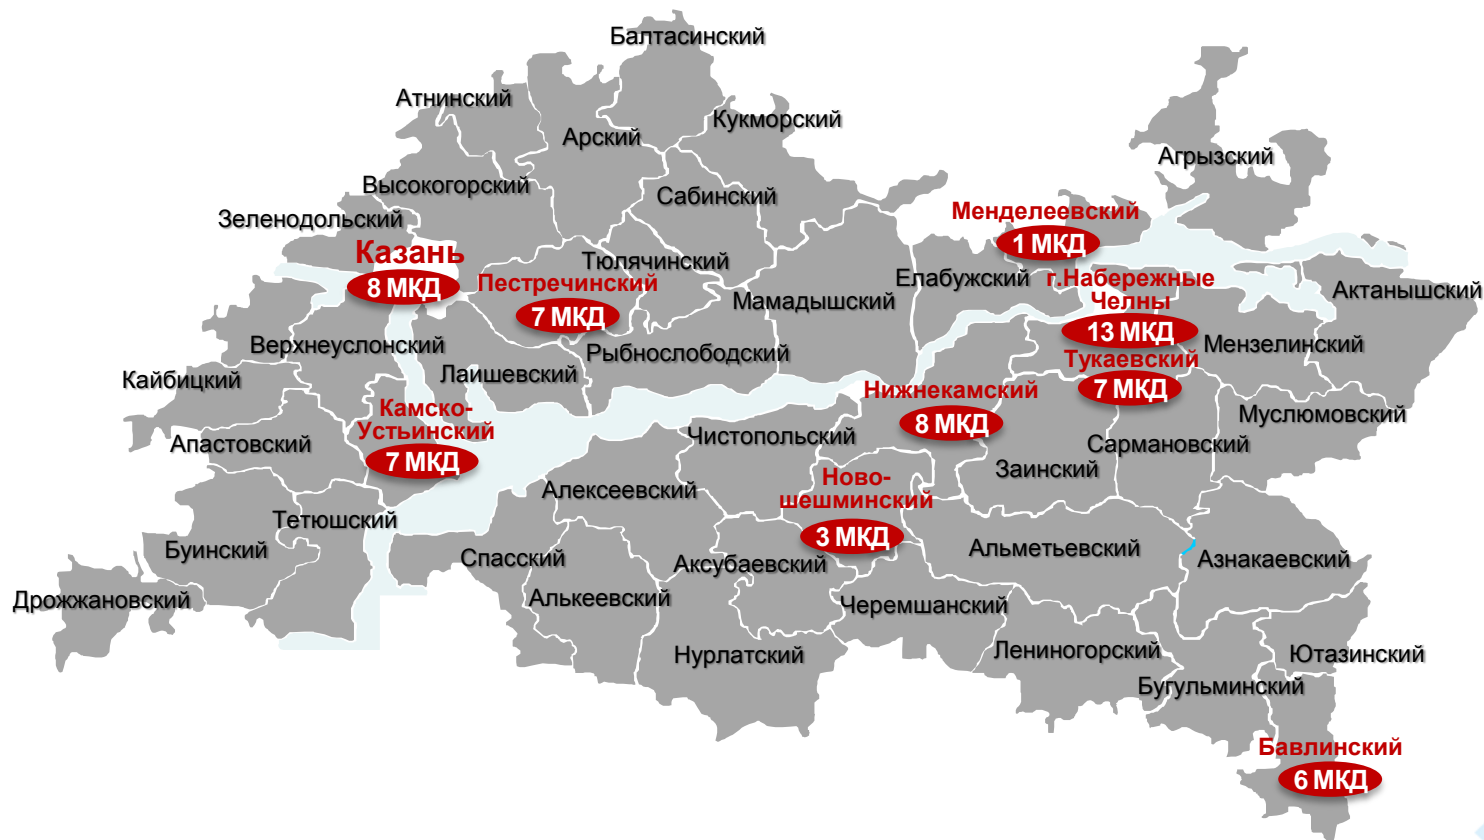 Балтасинский
Атнинский
Кукморский
Арский
Агрызский
Высокогорский
Сабинский
Зеленодольский
Менделеевский
1 МКД
Казань
8 МКД
Тюлячинский
Пестречинский
7 МКД
Елабужский
г.Набережные
Челны
13 МКД
Актанышский
Мамадышский
Верхнеуслонский
Рыбнослободский
Мензелинский
Тукаевский
7 МКД
Кайбицкий
Лаишевский
Нижнекамский
8 МКД
Камско-
Устьинский
7 МКД
Муслюмовский
Апастовский
Чистопольский
Сармановский
Заинский
Алексеевский
Ново-
шешминский
3 МКД
Тетюшский
Буинский
Спасский
Аксубаевский
Альметьевский
Азнакаевский
Дрожжановский
Алькеевский
Черемшанский
Нурлатский
Лениногорский
Ютазинский
Бугульминский
Бавлинский
6 МКД